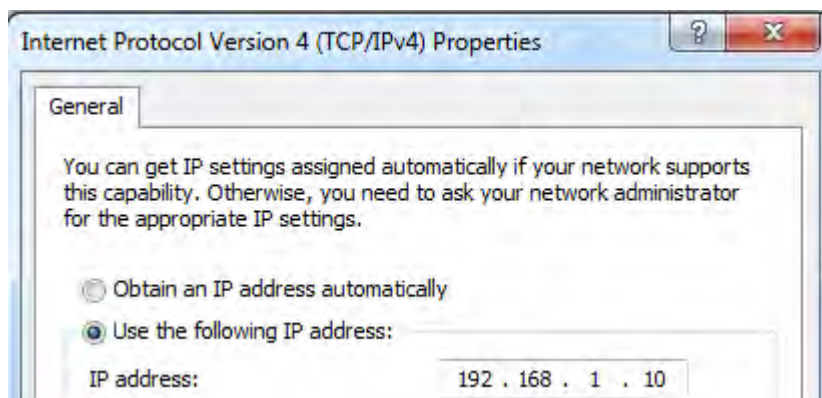 Internet Protocol Version 4 (TCP/IPv4) Properties
General
You can get IP settings assigned automatically if your network supports
this capability. Otherwise, you need to ask your network administrator
for the appropriate IP settings.
Obtain an IP address automatically
Use the following IP address:
IP address: 192 . 168 . 1 . 10